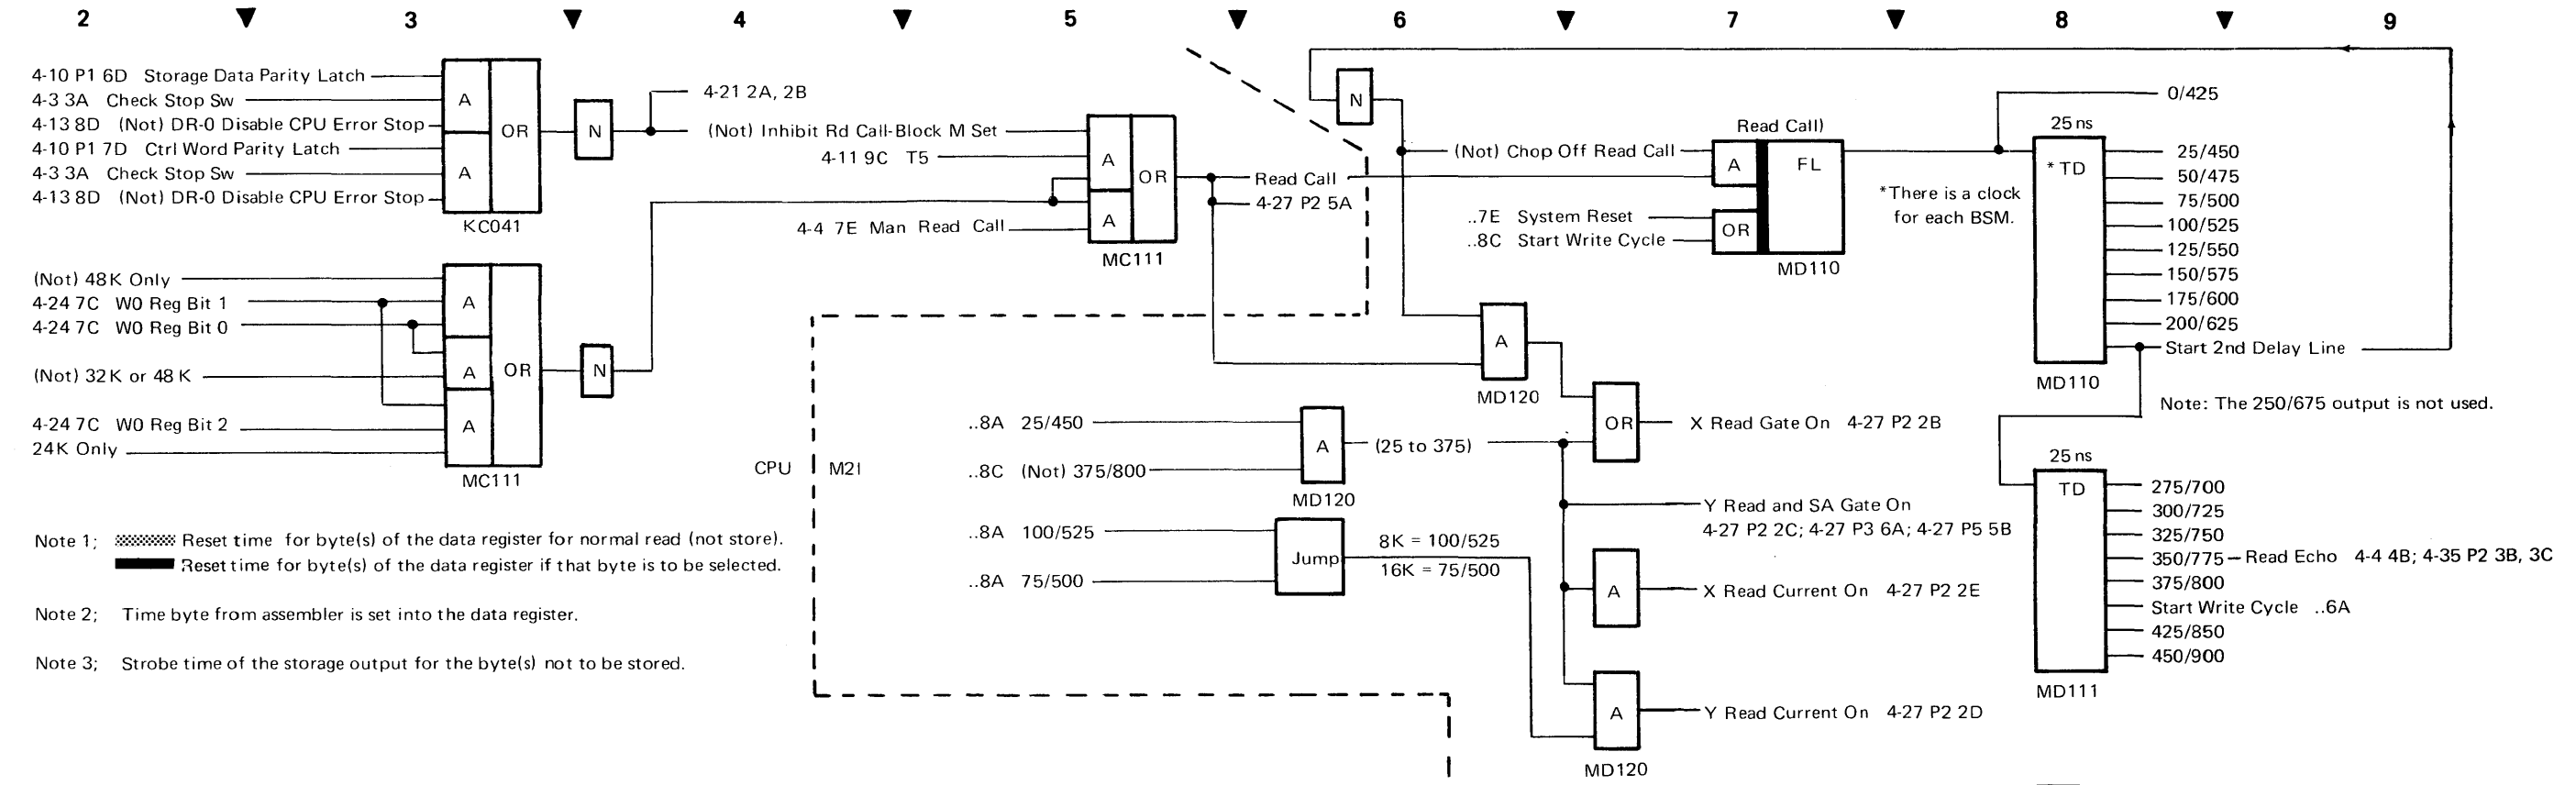 2 3 4 5 6 7 8 9
4-10 P1 6D Storage Data Parity Latch
4-3 3A Check Stop Sw
4-13 8D (Not) DR-0 Disable CPU Error Stop
4-10 P1 7D Ctrl Word Parity Latch
4-3 3A Check Stop Sw
4-13 8D (Not) DR-0 Disable CPU Error Stop
A
A
OR
KC041
N
4-21 2A, 2B
(Not) Inhibit Rd Call-Block M Set
4-11 9C T5
4-4 7E Man Read Call
A
A
OR
MC111
Read Call
4-27 P2 5A
(Not) 48K Only
4-24 7C W0 Reg Bit 1
4-24 7C W0 Reg Bit 0
(Not) 32K or 48 K
4-24 7C W0 Reg Bit 2
24K Only
A
A
A
OR
MC111
N
N
(Not) Chop Off Read Call
..7E System Reset
..8C Start Write Cycle
Read Call)
A
OR
FL
MD110
*There is a clock
for each BSM.
25 ns
* TD
MD110
0/425
25/450
50/475
75/500
100/525
125/550
150/575
175/600
200/625
Start 2nd Delay Line
Note: The 250/675 output is not used.
25 ns
TD
MD111
275/700
300/725
325/750
350/775 Read Echo 4-4 4B; 4-35 P2 3B, 3C
375/800
Start Write Cycle ..6A
425/850
450/900
CPU
M2I
A
MD120
..8A 25/450
..8C (Not) 375/800
A
MD120
(25 to 375)
OR
X Read Gate On 4-27 P2 2B
Y Read and SA Gate On
4-27 P2 2C; 4-27 P3 6A; 4-27 P5 5B
..8A 100/525
..8A 75/500
Jump
8K = 100/525
16K = 75/500
A
X Read Current On 4-27 P2 2E
A
Y Read Current On 4-27 P2 2D
MD120
Note 1; Reset time for byte(s) of the data register for normal read (not store).
Reset time for byte(s) of the data register if that byte is to be selected.
Note 2; Time byte from assembler is set into the data register.
Note 3; Strobe time of the storage output for the byte(s) not to be stored.